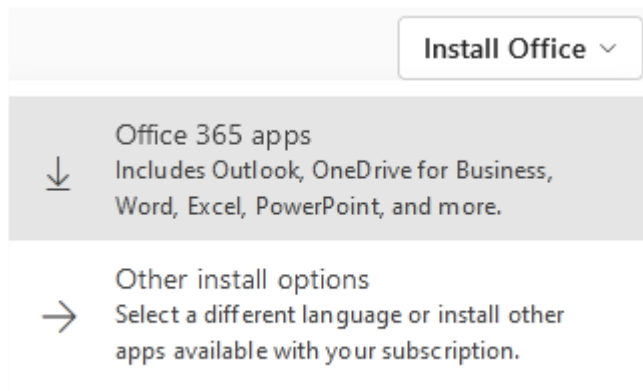 Install Office
Office 365 apps
Includes Outlook, OneDrive for Business,
Word, Excel, PowerPoint, and more.
Other install options
Select a different language or install other
apps available with your subscription.